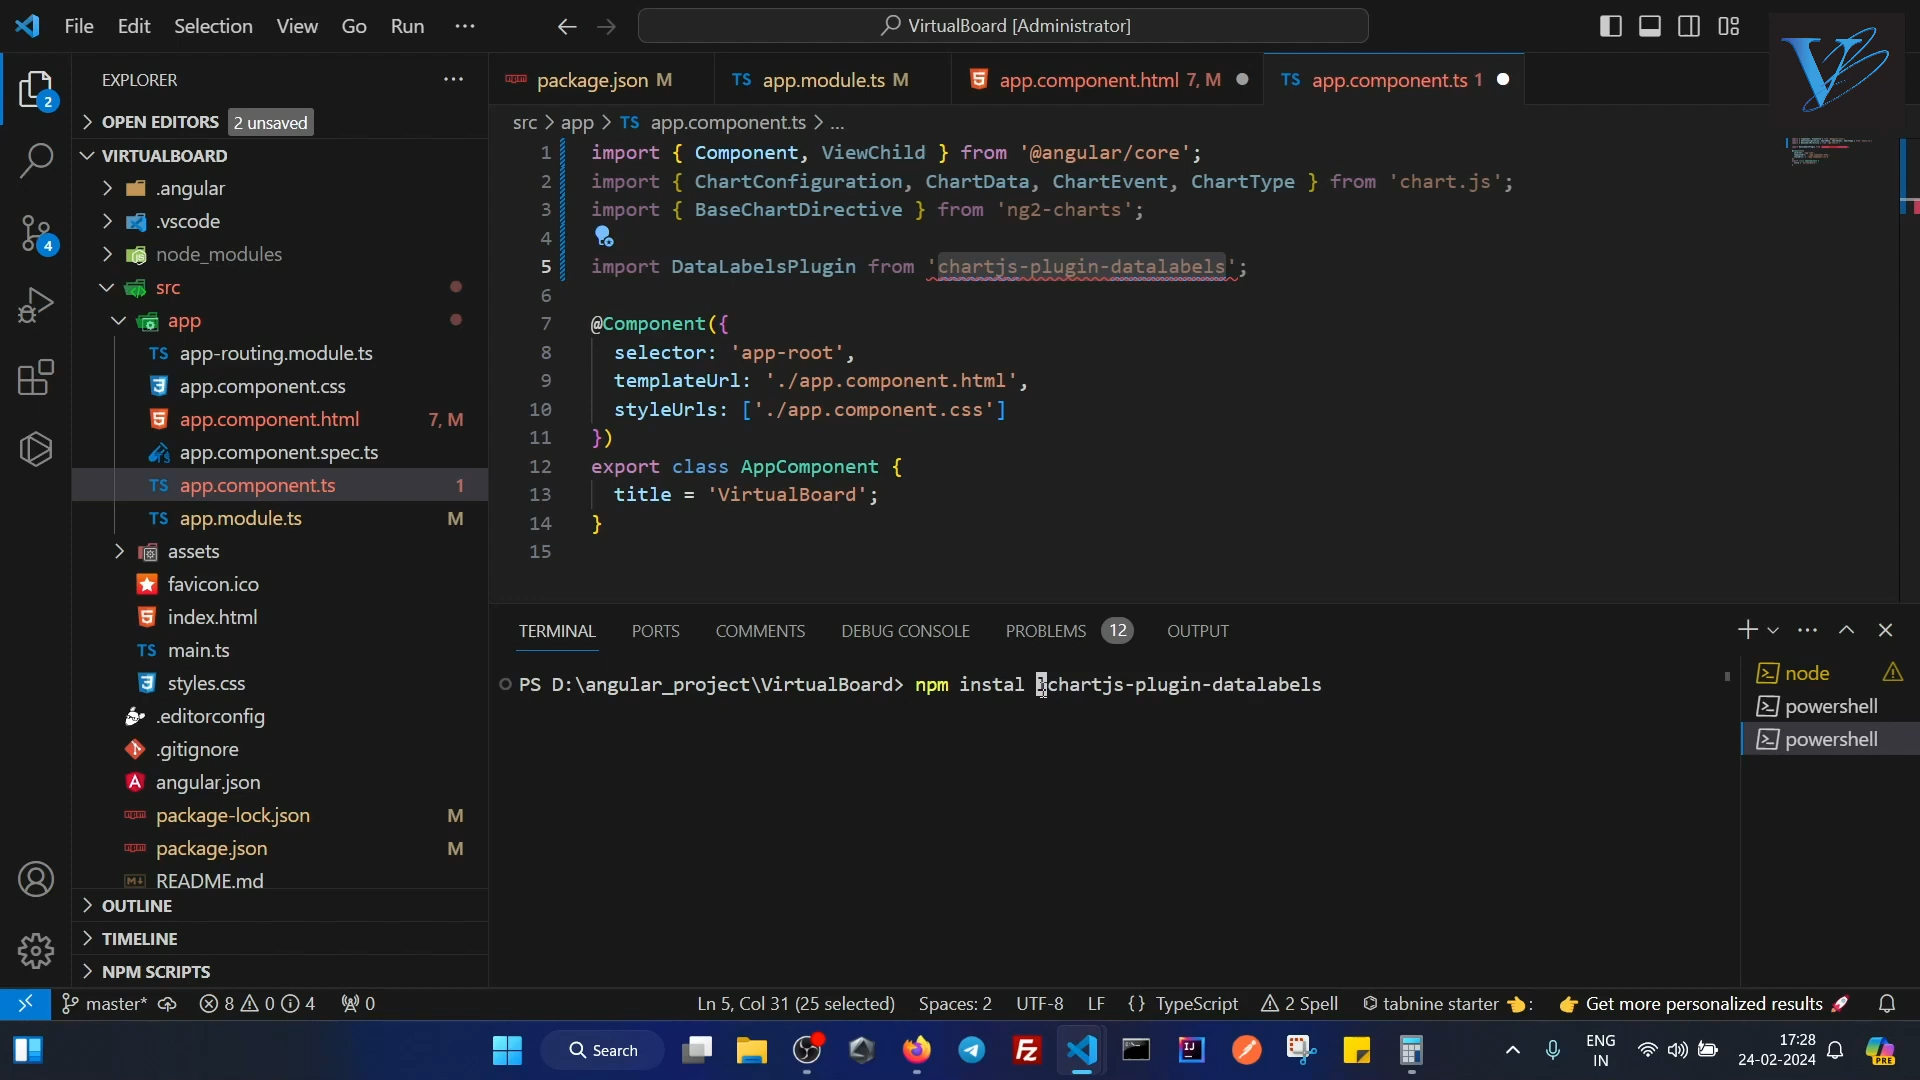 File Edit Selection View Go Run ...
VirtualBoard [Administrator]
EXPLORER
OPEN EDITORS 2 unsaved
VIRTUALBOARD
.angular
.vscode
node_modules
src
app
app-routing.module.ts
app.component.css
app.component.html 7, M
app.component.spec.ts
app.component.ts 1
app.module.ts M
assets
favicon.ico
index.html
main.ts
styles.css
.editorconfig
.gitignore
angular.json
package-lock.json M
package.json M
README.md
OUTLINE
TIMELINE
NPM SCRIPTS
package.json M app.module.ts M app.component.html 7, M app.component.ts 1
src > app > TS app.component.ts > ...
1 import { Component, ViewChild } from '@angular/core';
2 import { ChartConfiguration, ChartData, ChartEvent, ChartType } from 'chart.js';
3 import { BaseChartDirective } from 'ng2-charts';
4
5 import DataLabelsPlugin from 'chartjs-plugin-datalabels';
6
7 @Component({
8 selector: 'app-root',
9 templateUrl: './app.component.html',
10 styleUrls: ['./app.component.css']
11 })
12 export class AppComponent {
13 title = 'VirtualBoard';
14 }
15
TERMINAL PORTS COMMENTS DEBUG CONSOLE PROBLEMS 12 OUTPUT
PS D:\angular_project\VirtualBoard> npm instal chartjs-plugin-datalabels
node
powershell
powershell
master* 8 0 4 0 Ln 5, Col 31 (25 selected) Spaces: 2 UTF-8 LF {} TypeScript 2 Spell tabnine starter 👈: 👉 Get more personalized results 🚀
Search
ENG
IN
17:28
24-02-2024